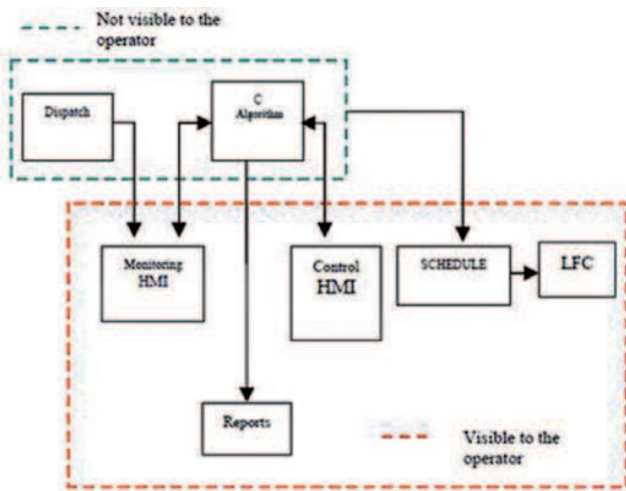 Not visible to the
operator
Dispatch
C
Algorithm
Monitoring
HMI
Control
HMI
SCHEDULE
LFC
Reports
Visible to the
operator